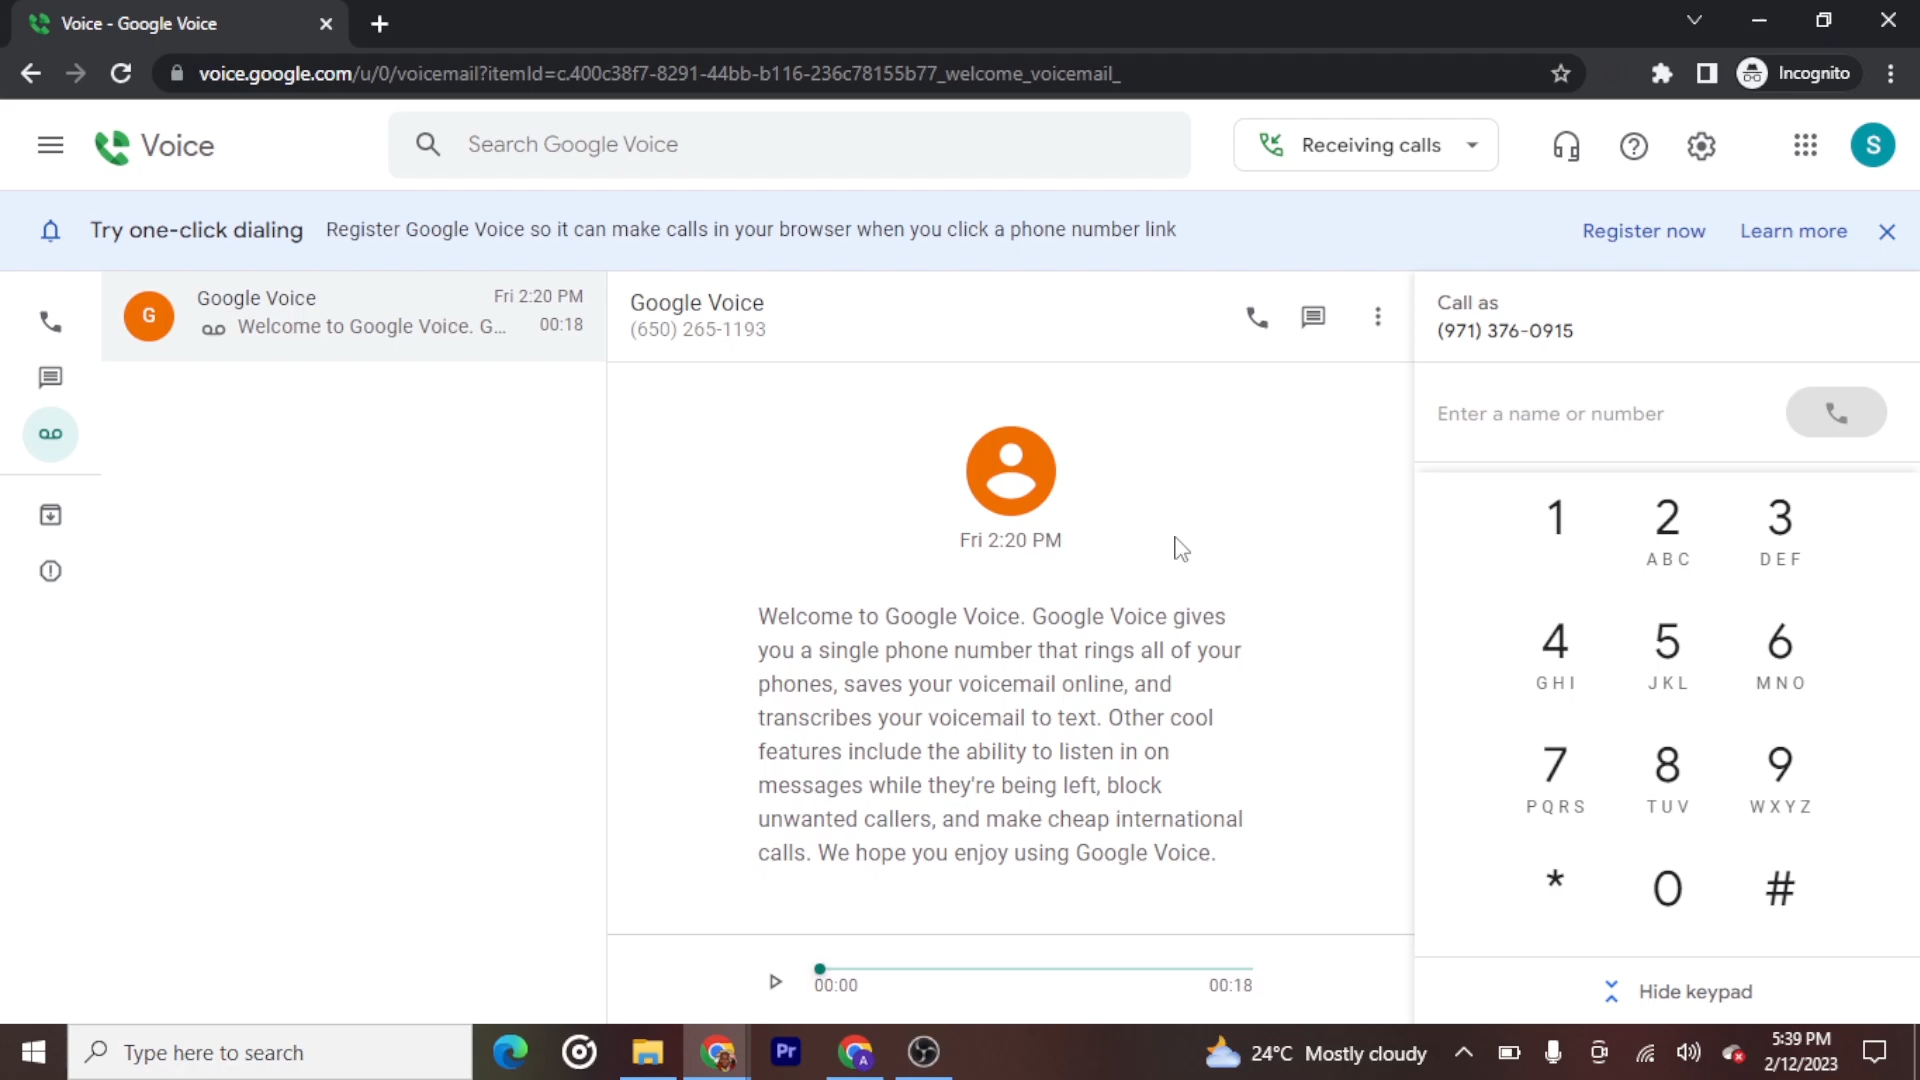 Voice - Google Voice
voice.google.com/u/0/voicemail?itemId=c.400c38f7-8291-44bb-b116-236c78155b77_welcome_voicemail_
Incognito
Voice
Search Google Voice
Receiving calls
S
Try one-click dialing Register Google Voice so it can make calls in your browser when you click a phone number link
Register now
Learn more
G
Google Voice
Fri 2:20 PM
Welcome to Google Voice. G...
00:18
Google Voice
(650) 265-1193
Fri 2:20 PM
Welcome to Google Voice. Google Voice gives
you a single phone number that rings all of your
phones, saves your voicemail online, and
transcribes your voicemail to text. Other cool
features include the ability to listen in on
messages while they're being left, block
unwanted callers, and make cheap international
calls. We hope you enjoy using Google Voice.
00:00
00:18
Call as
(971) 376-0915
Enter a name or number
1 2 3
ABC DEF
4 5 6
GHI JKL MNO
7 8 9
PQRS TUV WXYZ
* 0 #
Hide keypad
Type here to search
Pr
A
24°C Mostly cloudy
5:39 PM
2/12/2023